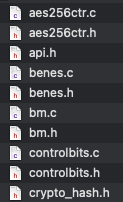 aes256ctr.c
aes256ctr.h
api.h
benes.c
benes.h
bm.c
bm.h
controlbits.c
controlbits.h
crypto_hash.h